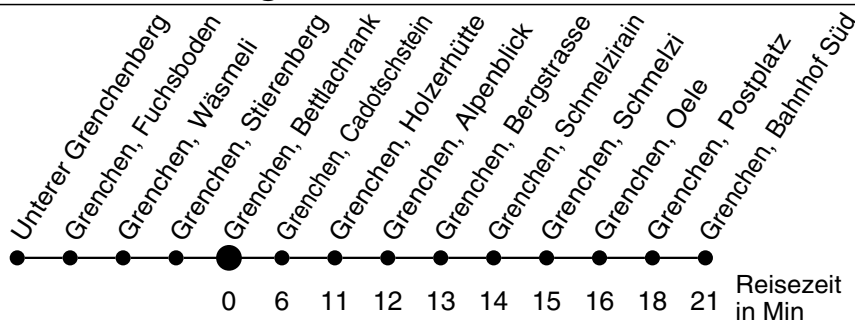 Unterer Grenchenberg
Grenchen, Fuchsboden
Grenchen, Wäsmeli
Grenchen, Stierenberg
Grenchen, Bettlachrank
Grenchen, Cadotschstein
Grenchen, Holzerhütte
Grenchen, Alpenblick
Grenchen, Bergstrasse
Grenchen, Schmelzirain
Grenchen, Schmelzi
Grenchen, Oele
Grenchen, Postplatz
Grenchen, Bahnhof Süd
0 6 11 12 13 14 15 16 18 21 Reisezeit
in Min